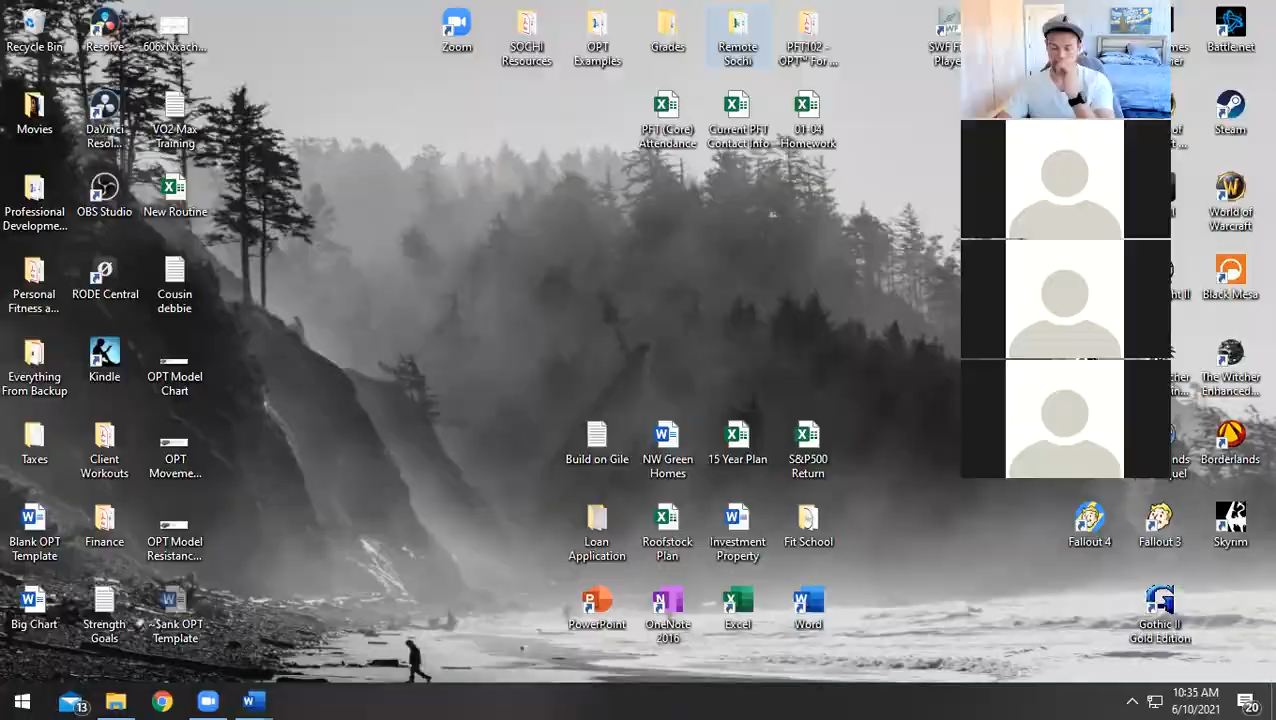 Recycle Bin
Resolve
606xNxach...
Zoom
SOCHI
Resources
OPT
Examples
Grades
Remote
Sochi
PFT102 -
OPT™ For ...
Battle.net
Movies
DaVinci
Resol...
VO2 Max
Training
PFT (Core)
Attendance
Current PFT
Contact Info
01-04
Homework
Steam
Professional
Developme...
OBS Studio
New Routine
World of
Warcraft
Personal
Fitness a...
RODE Central
Cousin
debbie
Black Mesa
Everything
From Backup
Kindle
OPT Model
Chart
The Witcher
Enhanced...
Taxes
Client
Workouts
OPT
Moveme...
Build on Gile
NW Green
Homes
15 Year Plan
S&P500
Return
Borderlands
Blank OPT
Template
Finance
OPT Model
Resistanc...
Loan
Application
Roofstock
Plan
Investment
Property
Fit School
Fallout 4
Fallout 3
Skyrim
Big Chart
Strength
Goals
~$ank OPT
Template
PowerPoint
OneNote
2016
Excel
Word
Gothic II
Gold Edition
13
10:35 AM
6/10/2021
20